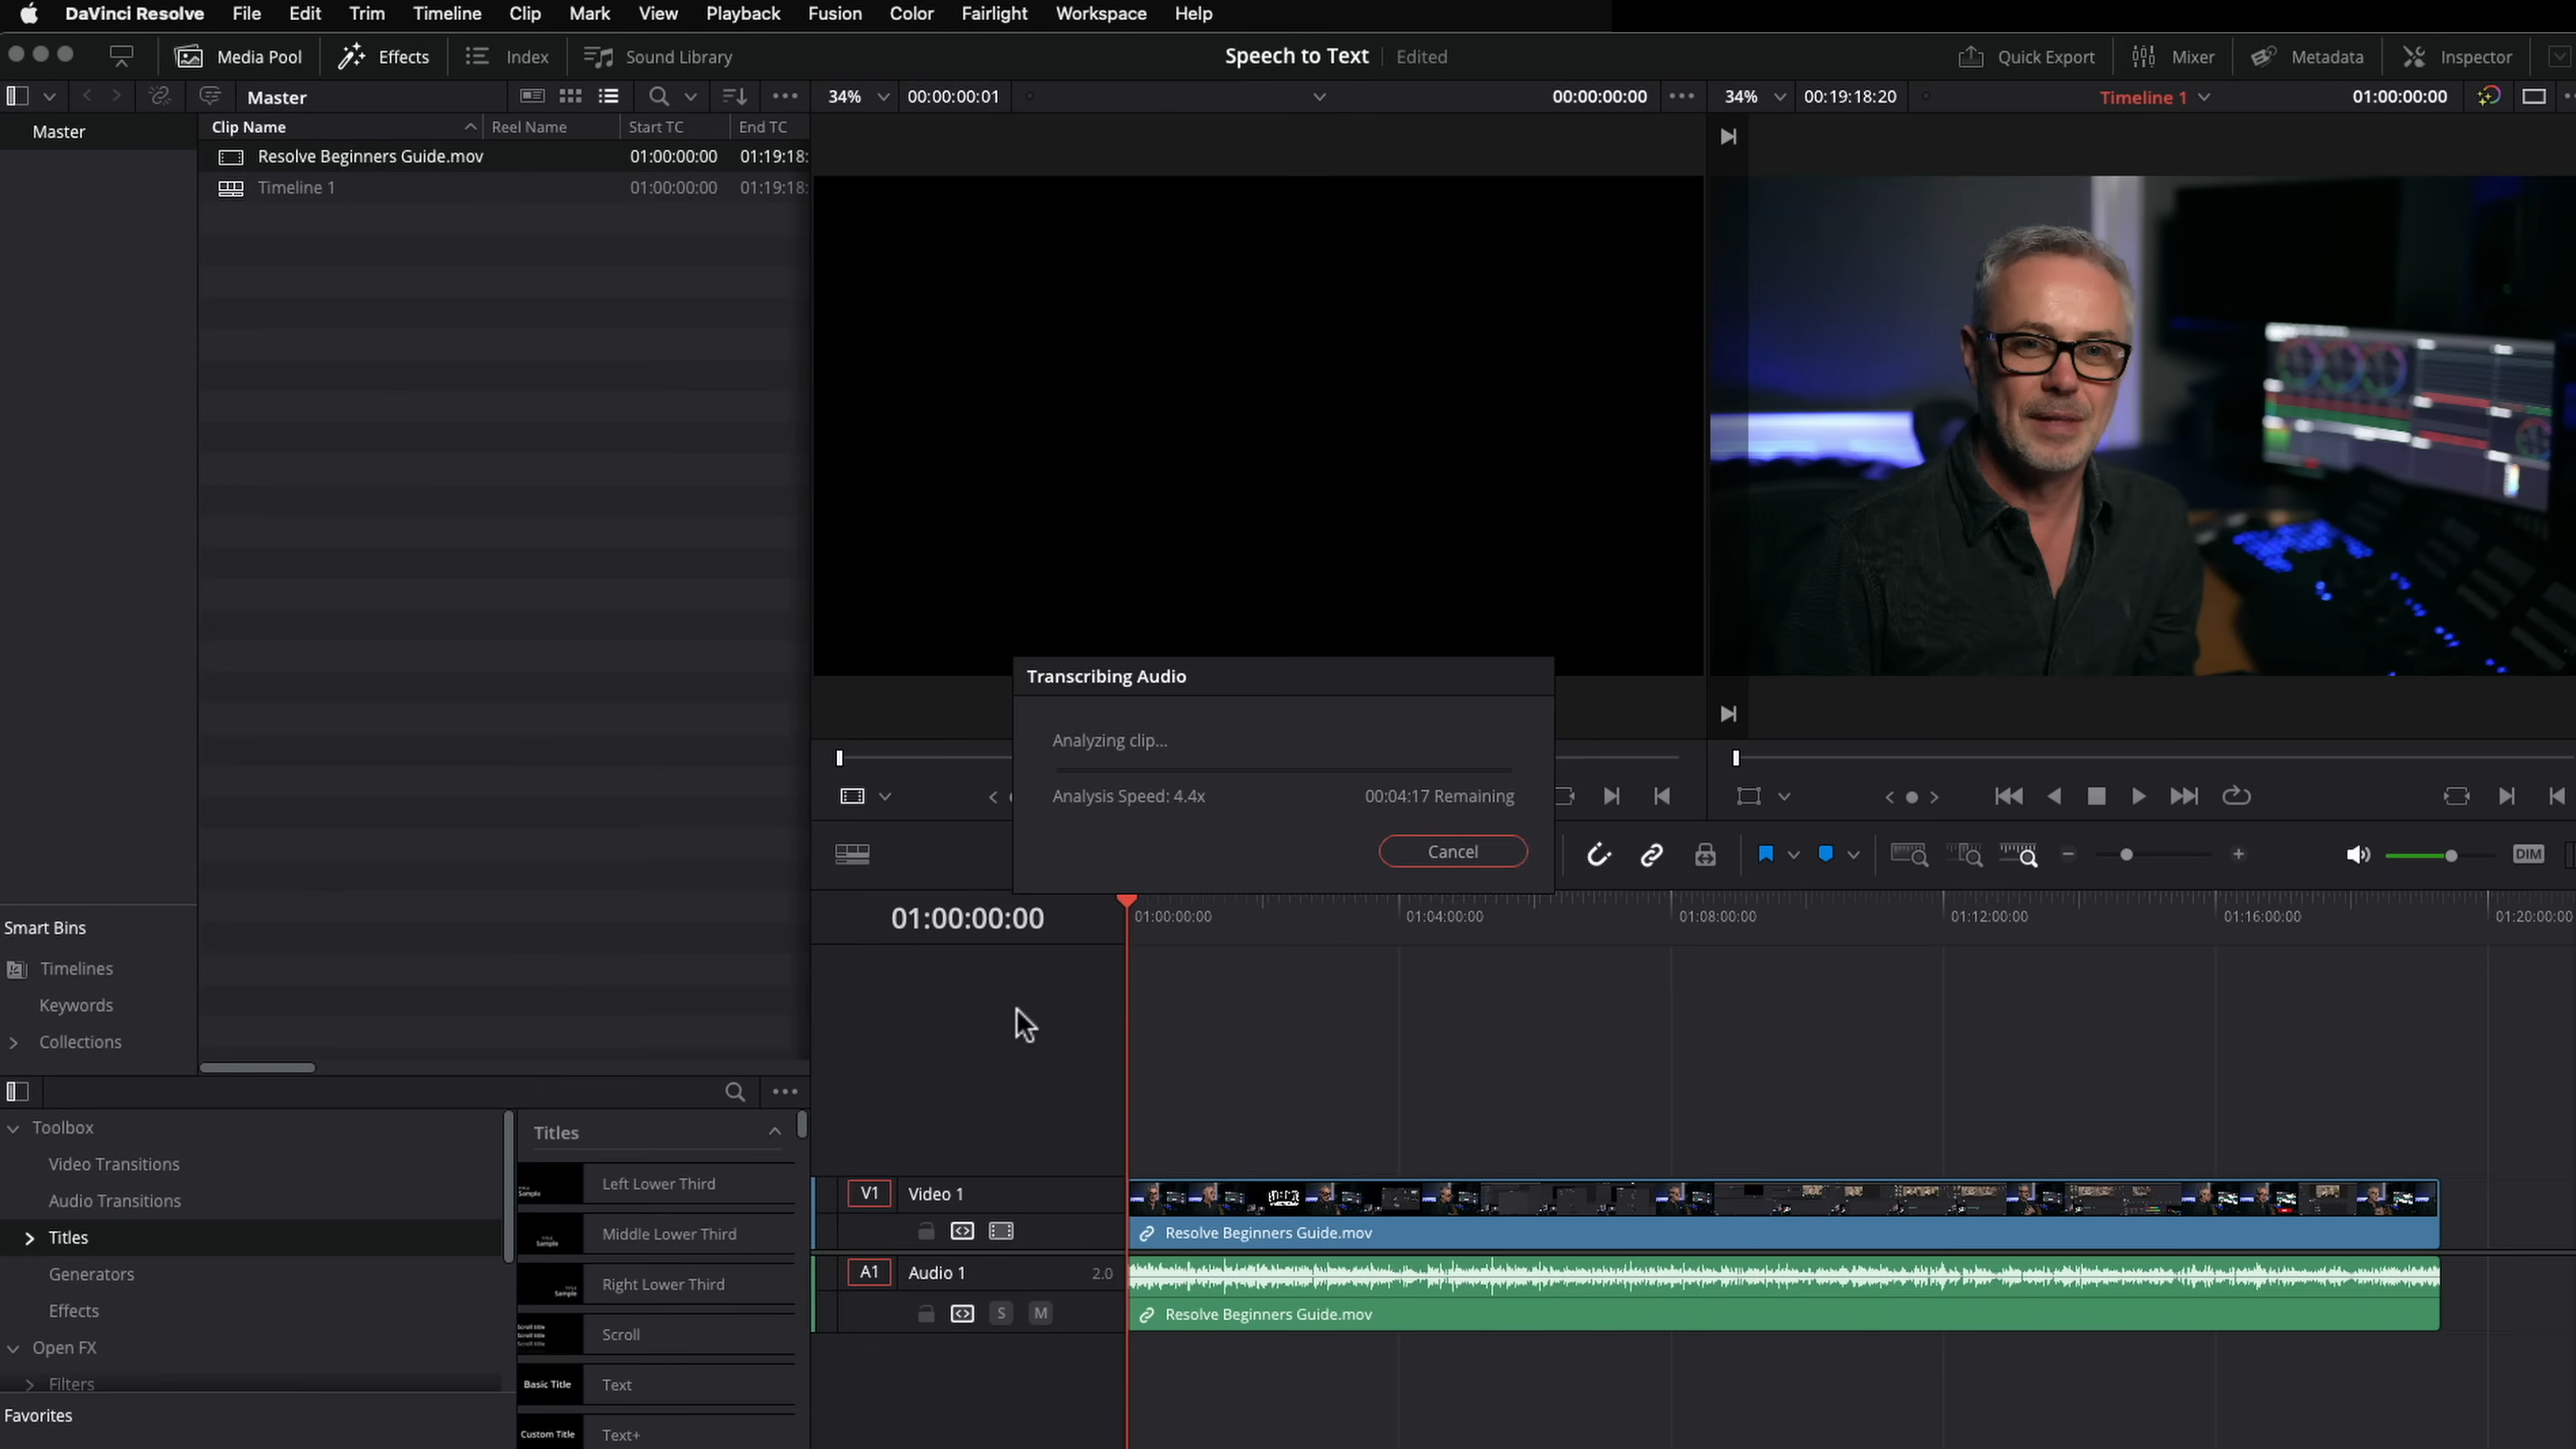 DaVinci Resolve File Edit Trim Timeline Clip Mark View Playback Fusion Color Fairlight Workspace Help
Media Pool Effects Index Sound Library Speech to Text Edited Quick Export Mixer Metadata Inspector
Master 34% 00:00:00:01 00:00:00:00 34% 00:19:18:20 Timeline 1 01:00:00:00
Master
Clip Name Reel Name Start TC End TC
Resolve Beginners Guide.mov 01:00:00:00 01:19:18:
Timeline 1 01:00:00:00 01:19:18:
Transcribing Audio
Analyzing clip...
Analysis Speed: 4.4x 00:04:17 Remaining
Cancel
DIM
01:00:00:00 01:00:00:00 01:04:00:00 01:08:00:00 01:12:00:00 01:16:00:00 01:20:00:00
Smart Bins
Timelines
Keywords
Collections
Toolbox
Video Transitions
Audio Transitions
Titles
Generators
Effects
Open FX
Filters
Favorites
Titles
Left Lower Third
Middle Lower Third
Right Lower Third
Scroll
Basic Title Text
Custom Title Text+
V1 Video 1
Resolve Beginners Guide.mov
A1 Audio 1 2.0
S M Resolve Beginners Guide.mov